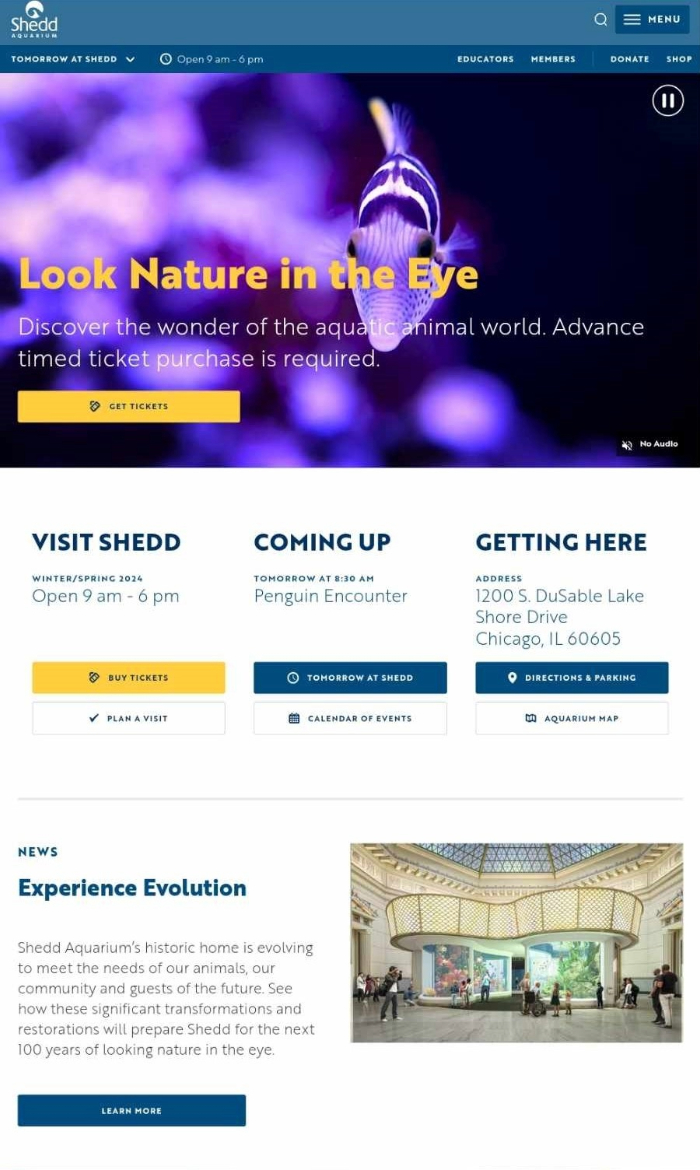 Shedd
AQUARIUM
MENU
TOMORROW AT SHEDD
Open 9 am - 6 pm
EDUCATORS MEMBERS DONATE SHOP
Look Nature in the Eye
Discover the wonder of the aquatic animal world. Advance
timed ticket purchase is required.
GET TICKETS
No Audio
VISIT SHEDD
WINTER/SPRING 2024
Open 9 am - 6 pm
BUY TICKETS
PLAN A VISIT
COMING UP
TOMORROW AT 8:30 AM
Penguin Encounter
TOMORROW AT SHEDD
CALENDAR OF EVENTS
GETTING HERE
ADDRESS
1200 S. DuSable Lake
Shore Drive
Chicago, IL 60605
DIRECTIONS & PARKING
AQUARIUM MAP
NEWS
Experience Evolution
Shedd Aquarium's historic home is evolving
to meet the needs of our animals, our
community and guests of the future. See
how these significant transformations and
restorations will prepare Shedd for the next
100 years of looking nature in the eye.
LEARN MORE